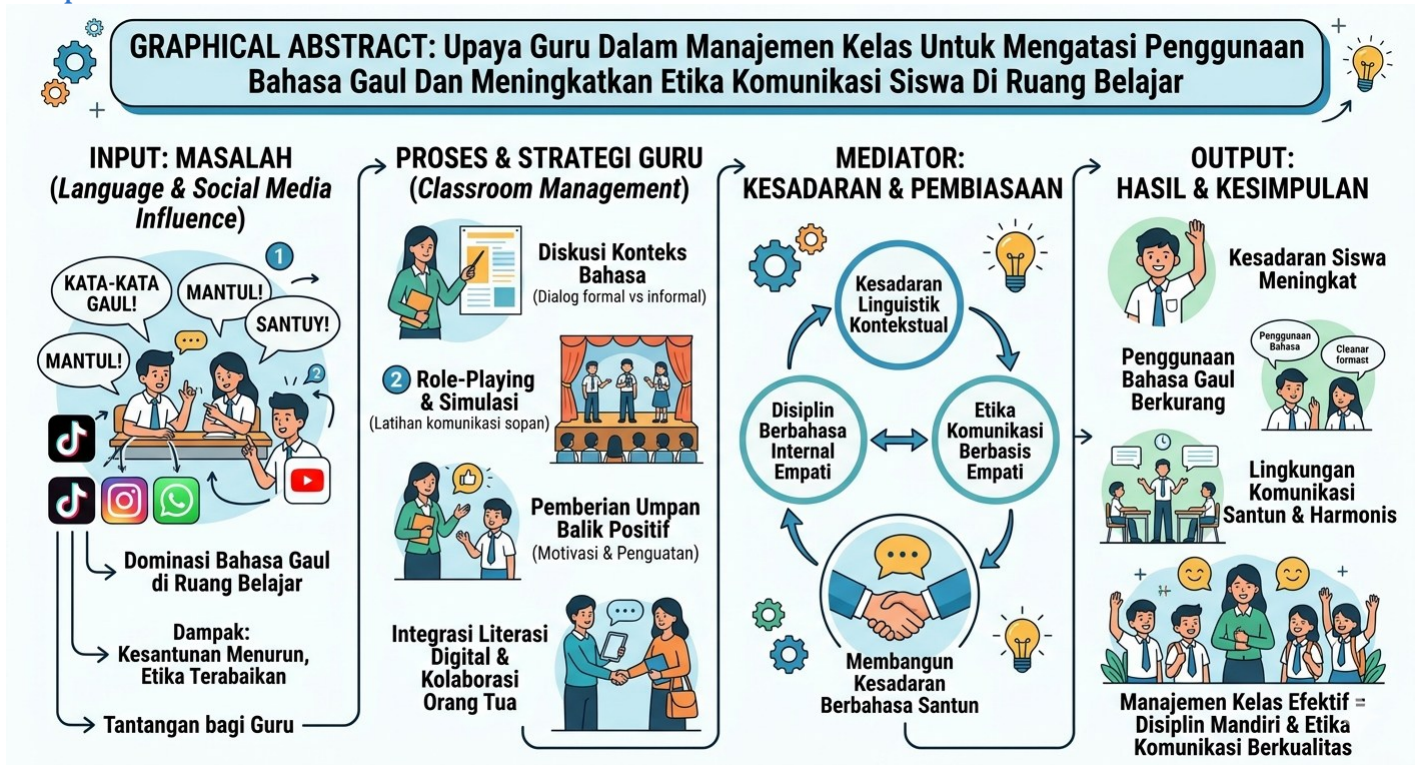 GRAPHICAL ABSTRACT: Upaya Guru Dalam Manajemen Kelas Untuk Mengatasi Penggunaan
Bahasa Gaul Dan Meningkatkan Etika Komunikasi Siswa Di Ruang Belajar
INPUT: MASALAH
(Language & Social Media
Influence)
1
KATA-KATA
GAUL!
MANTUL!
SANTUY!
MANTUL!
2
Dominasi Bahasa Gaul
di Ruang Belajar
Dampak:
Kesantunan Menurun,
Etika Terabaikan
Tantangan bagi Guru
PROSES & STRATEGI GURU
(Classroom Management)
Diskusi Konteks
Bahasa
(Dialog formal vs informal)
2 Role-Playing
& Simulasi
(Latihan komunikasi sopan)
Pemberian Umpan
Balik Positif
(Motivasi & Penguatan)
Integrasi Literasi
Digital &
Kolaborasi
Orang Tua
MEDIATOR:
KESADARAN & PEMBIASAAN
Kesadaran
Linguistik
Kontekstual
Disiplin
Berbahasa
Internal
Empati
Etika
Komunikasi
Berbasis
Empati
Membangun
Kesadaran
Berbahasa Santun
OUTPUT:
HASIL & KESIMPULAN
Kesadaran Siswa
Meningkat
Penggunaan
Bahasa Gaul
Berkurang
Penggunaan
Bahasa
Cleanar
formast
Lingkungan
Komunikasi
Santun & Harmonis
Manajemen Kelas Efektif =
Disiplin Mandiri & Etika
Komunikasi Berkualitas